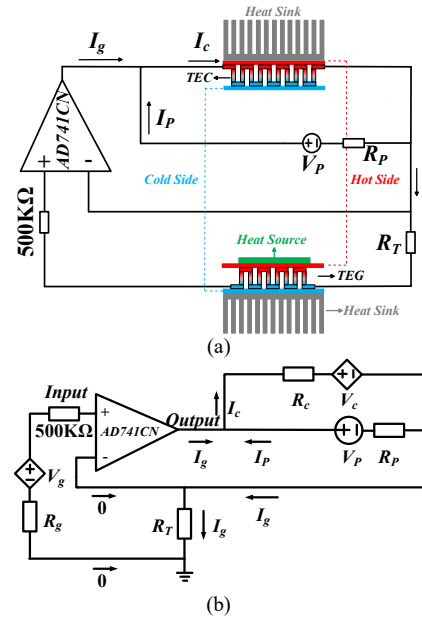 Heat Sink
I_g
I_c
TEC
AD741CN
I_P
V_P
R_P
+
-
Cold Side
Hot Side
500KΩ
Heat Source
R_T
TEG
Heat Sink
(a)
Input
Output
I_c
R_c
V_c
500KΩ
+
AD741CN
-
I_g
I_P
V_P
R_P
V_g
0
I_g
R_g
R_T
I_g
0
(b)